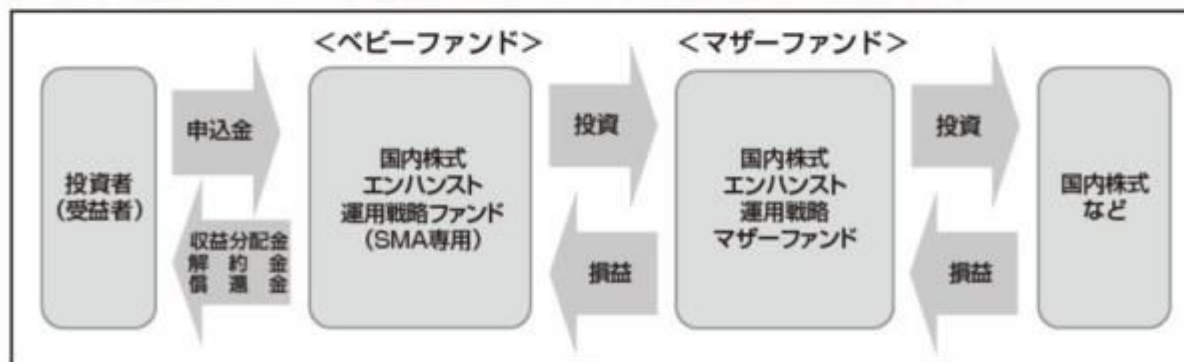 ＜ベビーファンド＞
＜マザーファンド＞
投資者
（受益者）
申込金
収益分配金
解約金
償還金
国内株式
エンハンスト
運用戦略ファンド
（SMA専用）
投資
損益
国内株式
エンハンスト
運用戦略
マザーファンド
投資
損益
国内株式
など